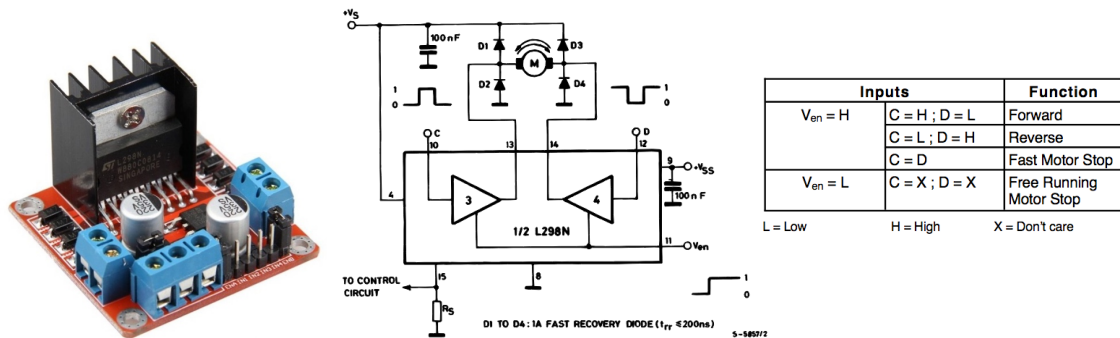 L298N
SINGAPORE
+Vs
100 nF
D1
D3
M
D2
D4
1
0
1
0
C
10
13
14
12
D
9
+Vss
100 nF
4
3
4
1/2 L298N
11
Ven
15
8
TO CONTROL
CIRCUIT
Rs
1
0
D1 TO D4 : 1A FAST RECOVERY DIODE (trr ≤ 200ns)
S-5857/2
Inputs Function
Ven = H C = H ; D = L Forward
C = L ; D = H Reverse
C = D Fast Motor Stop
Ven = L C = X ; D = X Free Running
Motor Stop
L = Low H = High X = Don't care